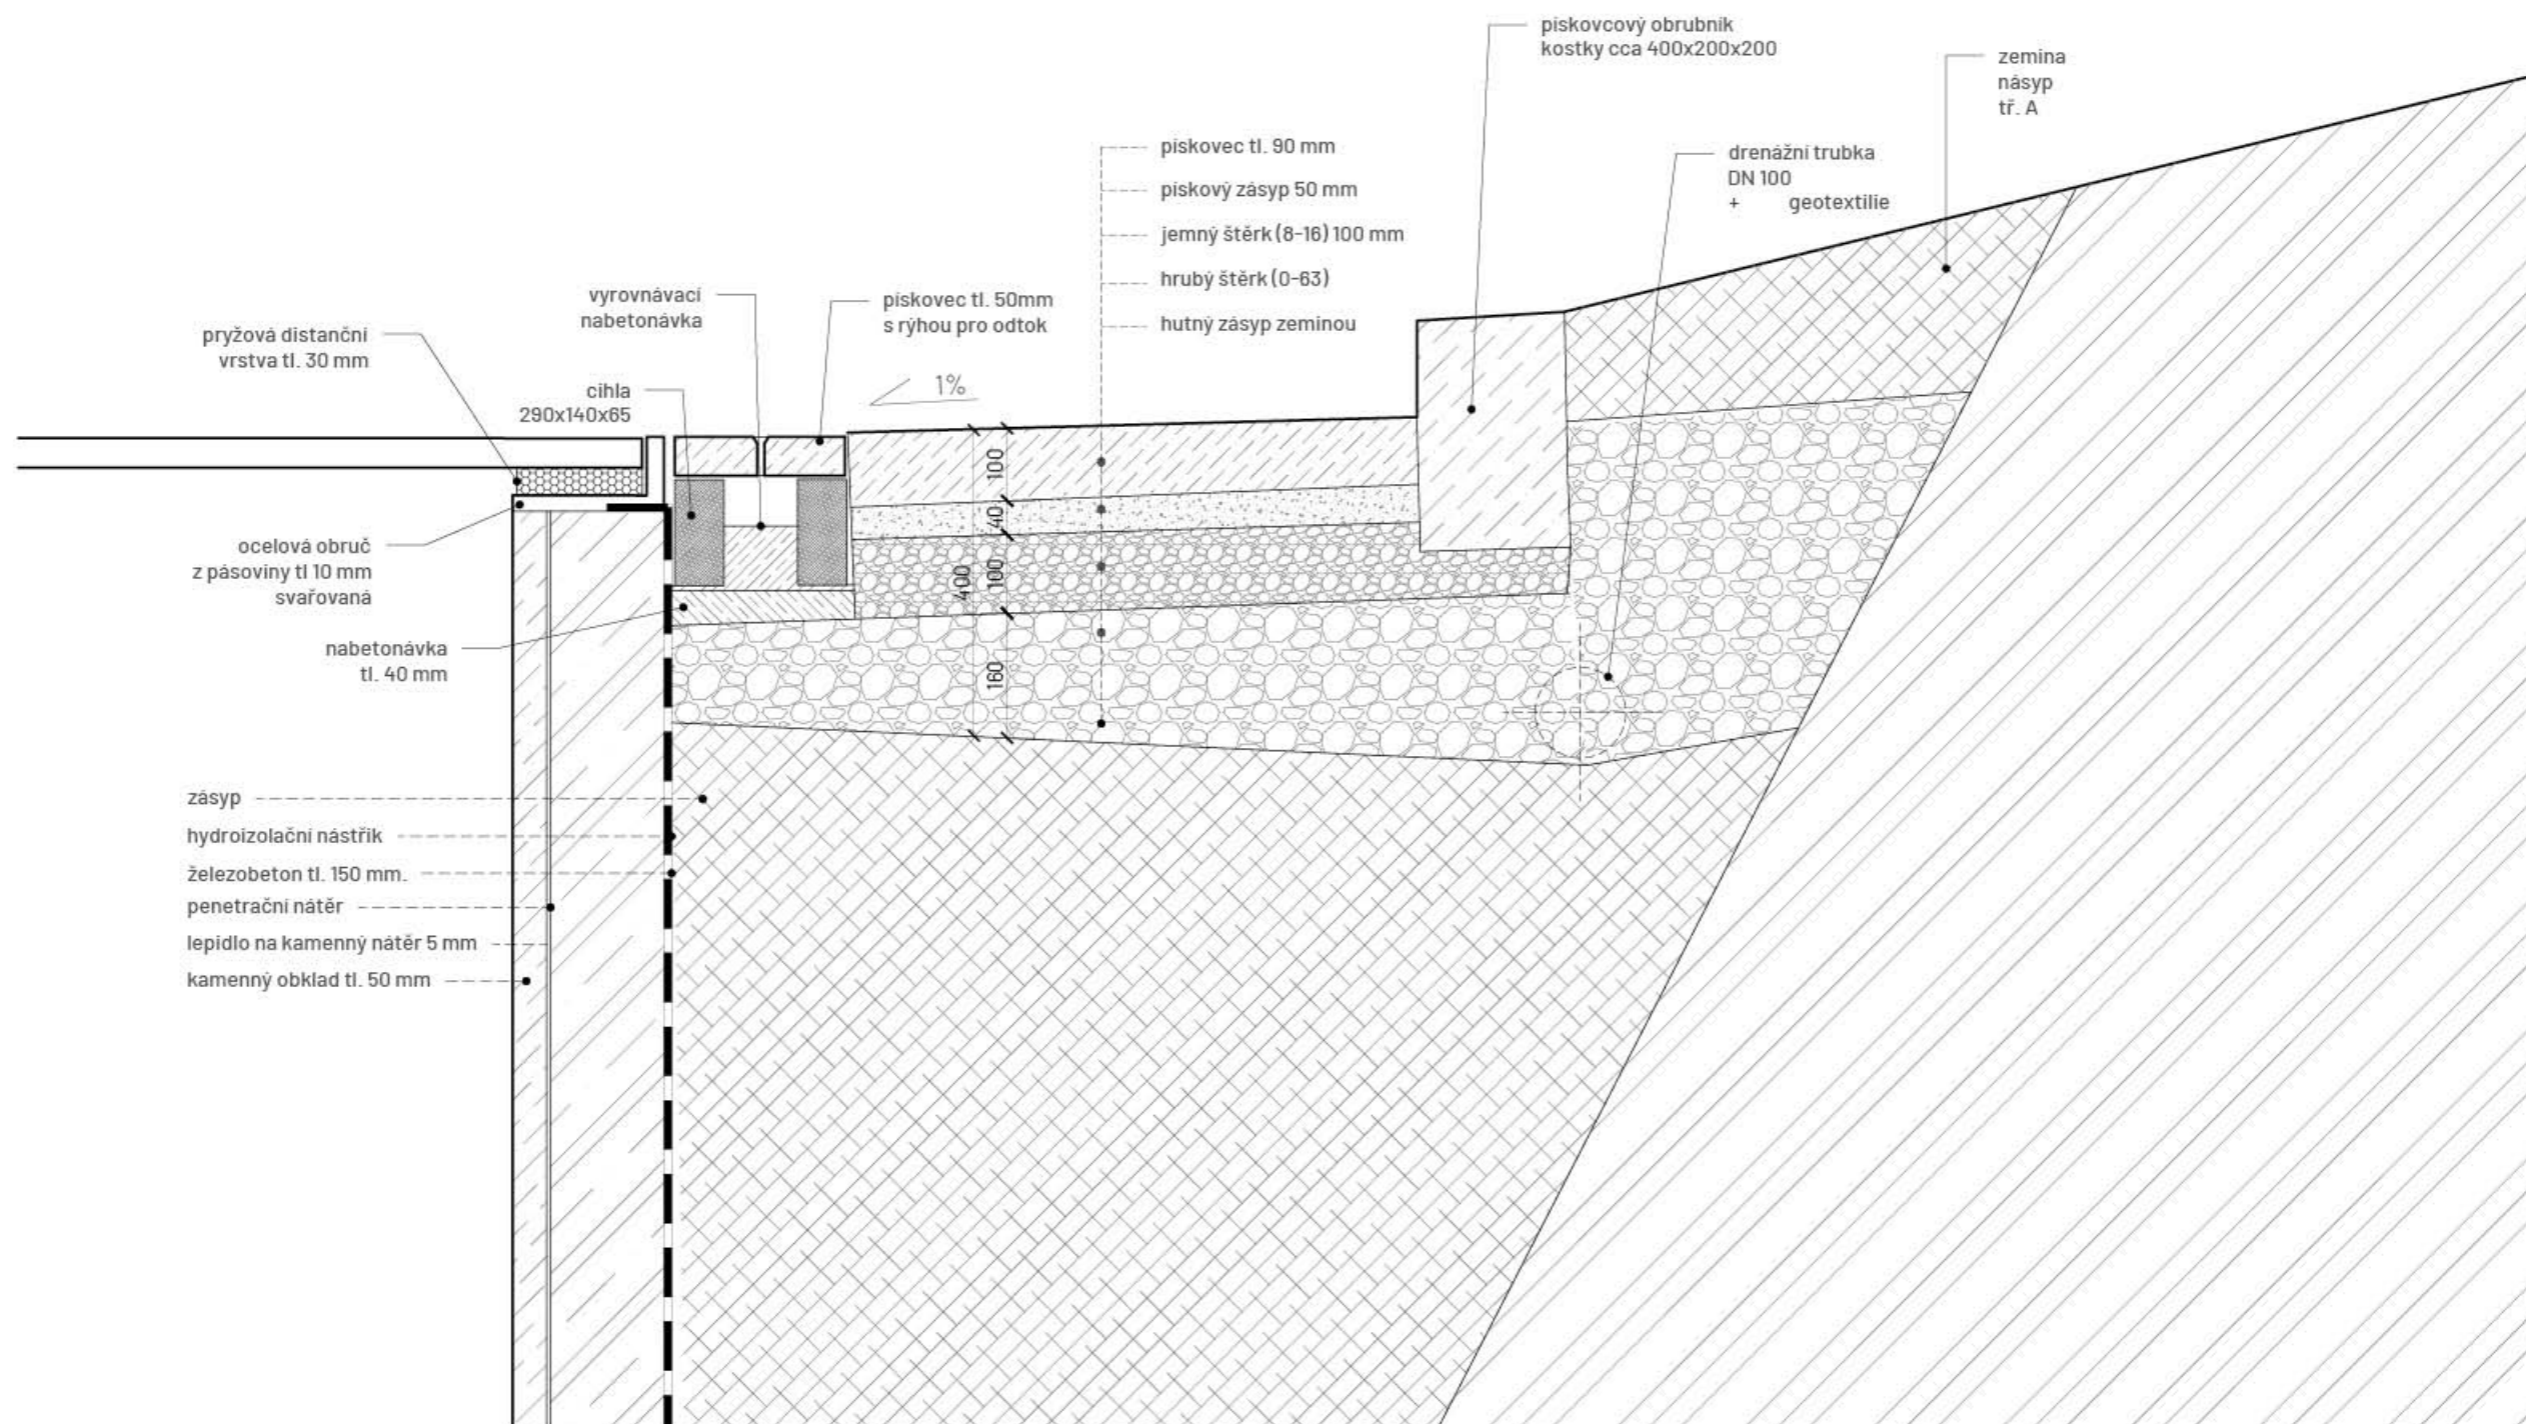 pískovcový obrubník
kostky cca 400x200x200
zemina
násyp
tř. A
drenážní trubka
DN 100
+ geotextilie
pískovec tl. 90 mm
pískový zásyp 50 mm
jemný štěrk (8-16) 100 mm
hrubý štěrk (0-63)
hutný zásyp zeminou
vyrovnávací
nabetonávka
pískovec tl. 50mm
s rýhou pro odtok
pryžová distanční
vrstva tl. 30 mm
cihla
290x140x65
1%
100
40
100
400
160
ocelová obruč
z pásoviny tl 10 mm
svařovaná
nabetonávka
tl. 40 mm
zásyp
hydroizolační nástřik
železobeton tl. 150 mm.
penetrační nátěr
lepidlo na kamenný nátěr 5 mm
kamenný obklad tl. 50 mm